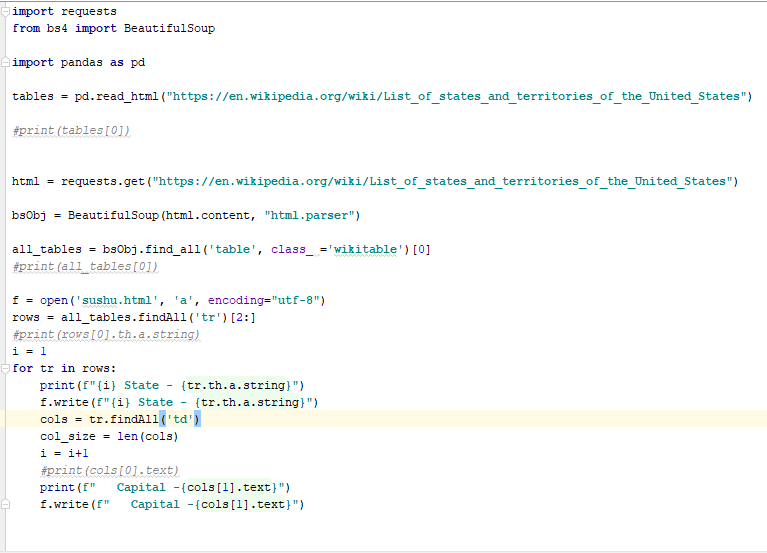 import requests
from bs4 import BeautifulSoup
import pandas as pd
tables = pd.read_html("https://en.wikipedia.org/wiki/List_of_states_and_territories_of_the_United_States")
#print(tables[0])
html = requests.get("https://en.wikipedia.org/wiki/List_of_states_and_territories_of_the_United_States")
bsObj = BeautifulSoup(html.content, "html.parser")
all_tables = bsObj.find_all('table', class_ ='wikitable')[0]
#print(all_tables[0])
f = open('sushu.html', 'a', encoding="utf-8")
rows = all_tables.findAll('tr')[2:]
#print(rows[0].th.a.string)
i = 1
for tr in rows:
    print(f"{i} State - {tr.th.a.string}")
    f.write(f"{i} State - {tr.th.a.string}")
    cols = tr.findAll('td')
    col_size = len(cols)
    i = i+1
    #print(cols[0].text)
    print(f"   Capital -{cols[1].text}")
    f.write(f"   Capital -{cols[1].text}")